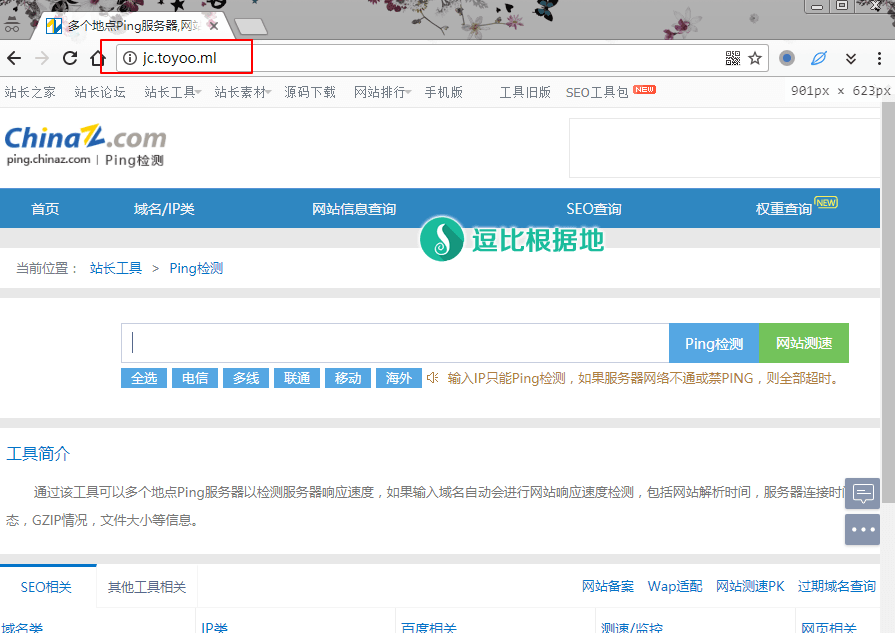 多个地点Ping服务器,网站
jc.toyoo.ml
站长之家 站长论坛 站长工具 站长素材 源码下载 网站排行 手机版 工具旧版 SEO工具包 NEW 901px × 623px
ChinaZ.com
ping.chinaz.com | Ping检测
首页 域名/IP类 网站信息查询 SEO查询 权重查询 NEW
逗比根据地
当前位置： 站长工具 > Ping检测
Ping检测 网站测速
全选 电信 多线 联通 移动 海外 输入IP只能Ping检测，如果服务器网络不通或禁PING，则全部超时。
工具简介
通过该工具可以多个地点Ping服务器以检测服务器响应速度，如果输入域名自动会进行网站响应速度检测，包括网站解析时间，服务器连接时间
态，GZIP情况，文件大小等信息。
SEO相关 其他工具相关 网站备案 Wap适配 网站测速PK 过期域名查询
域名类 IP类 百度相关 测速/监控 网页相关